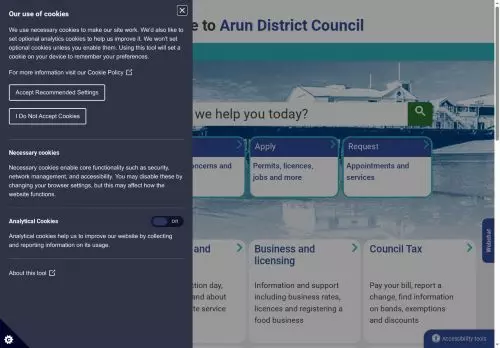 Our use of cookies
We use necessary cookies to make our site work. We'd also like to
set optional analytics cookies to help us improve it. We won't set
optional cookies unless you enable them. Using this tool will set a
cookie on your device to remember your preferences.
For more information visit our Cookie Policy
Accept Recommended Settings
I Do Not Accept Cookies
Necessary cookies
Necessary cookies enable core functionality such as security,
network management, and accessibility. You may disable these by
changing your browser settings, but this may affect how the
website functions.
Analytical Cookies
Off
Analytical cookies help us to improve our website by collecting
and reporting information on its usage.
About this tool
e to Arun District Council
we help you today?
ncerns and
Apply
Permits, licences,
jobs and more
Request
Appointments and
services
and
ction day,
and about
te service
Business and
licensing
Information and support
including business rates,
licences and registering a
food business
Council Tax
Pay your bill, report a
change, find information
on bands, exemptions
and discounts
Webchat
Accessibility tools